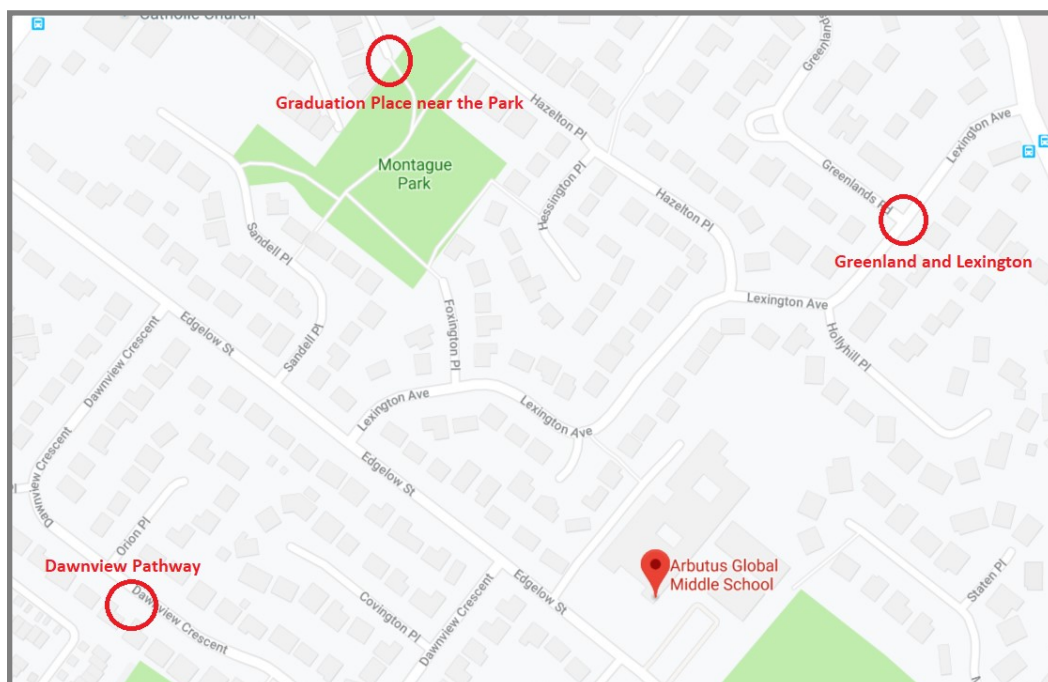 Catholic Church
Greenland
Graduation Place near the Park
Hazelton Pl
Lexington Ave
Montague
Park
Hessington Pl
Greenlands Rd
Hazelton Pl
Sandell Pl
Greenland and Lexington
Lexington Ave
Foxington Pl
Edgelow St
Hollyhill Pl
Sandell Pl
Dawnview Crescent
Lexington Ave
Lexington Ave
Dawnview Crescent
Edgelow St
Pl
Orion Pl
Dawnview Pathway
Arbutus Global
Middle School
Edgelow St
Staten Pl
Covington Pl
Dawnview Crescent
Dawnview Crescent